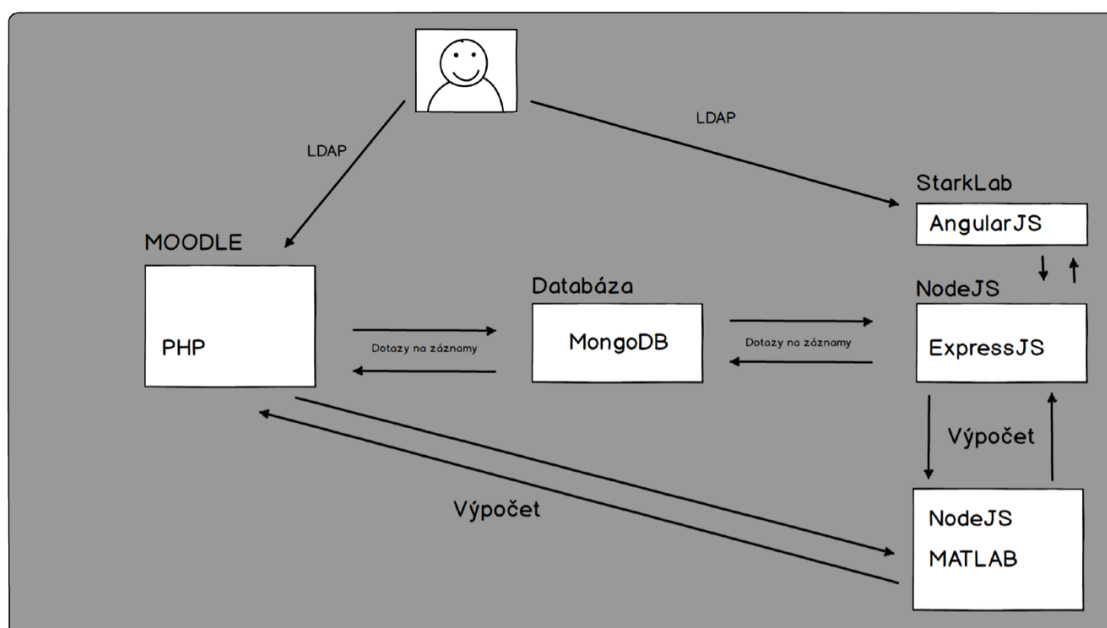 LDAP
LDAP
StarkLab
AngularJS
MOODLE
PHP
Databáza
MongoDB
NodeJS
ExpressJS
Dotazy na záznamy
Dotazy na záznamy
Výpočet
Výpočet
NodeJS
MATLAB